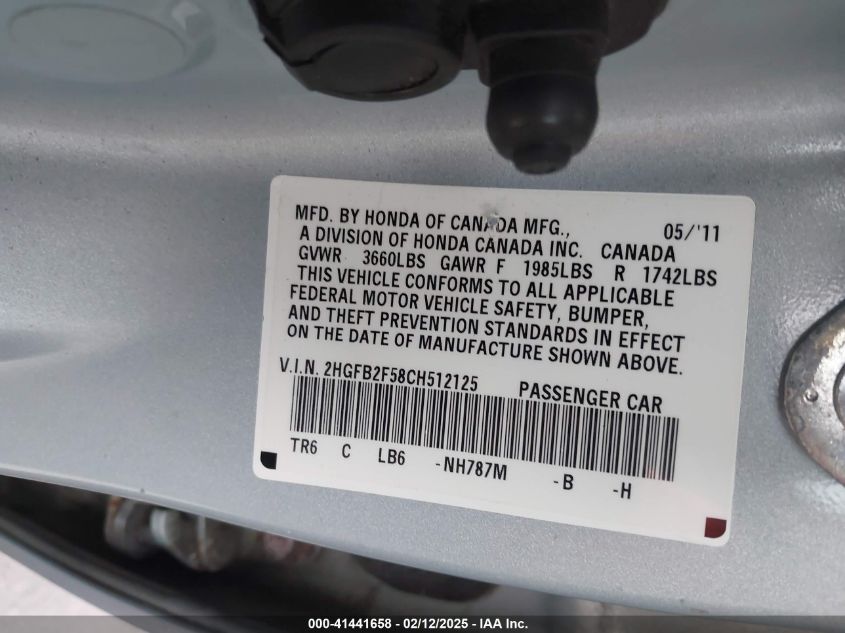 MFD. BY HONDA OF CANADA MFG., 05/'11
A DIVISION OF HONDA CANADA INC. CANADA
GVWR 3660LBS GAWR F 1985LBS R 1742LBS
THIS VEHICLE CONFORMS TO ALL APPLICABLE
FEDERAL MOTOR VEHICLE SAFETY, BUMPER,
AND THEFT PREVENTION STANDARDS IN EFFECT
ON THE DATE OF MANUFACTURE SHOWN ABOVE.
V.I.N. 2HGFB2F58CH512125 PASSENGER CAR
TR6 C LB6 -NH787M -B -H
000-41441658 - 02/12/2025 - IAA Inc.